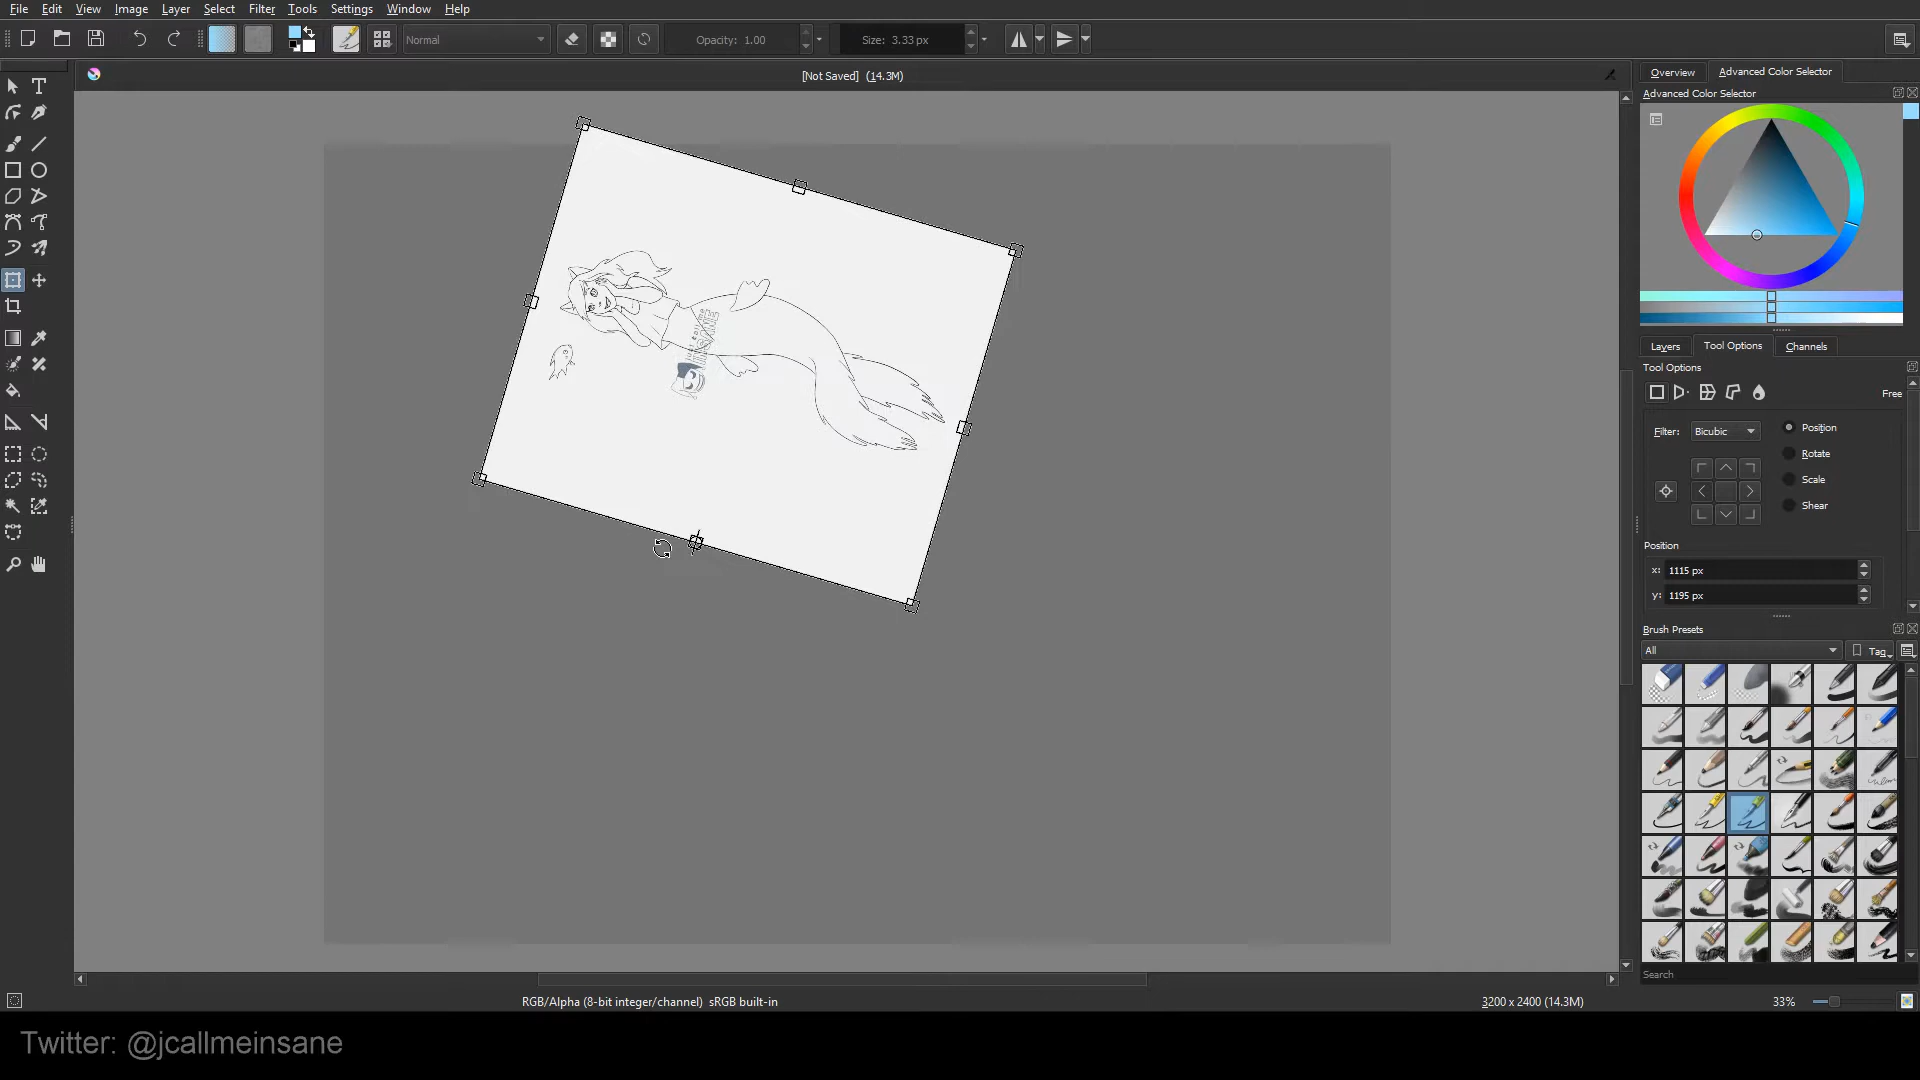 File Edit View Image Layer Select Filter Tools Settings Window Help
Normal
Opacity: 1.00
Size: 3.33 px
[Not Saved] (14.3M)
Overview
Advanced Color Selector
Advanced Color Selector
Layers
Tool Options
Channels
Tool Options
Free
Filter:
Bicubic
Position
Rotate
Scale
Shear
Position
x: 1115 px
y: 1195 px
Brush Presets
All
Tag
Search
RGB/Alpha (8-bit integer/channel) sRGB built-in
3200 x 2400 (14.3M)
33%
Twitter: @jcallmeinsane